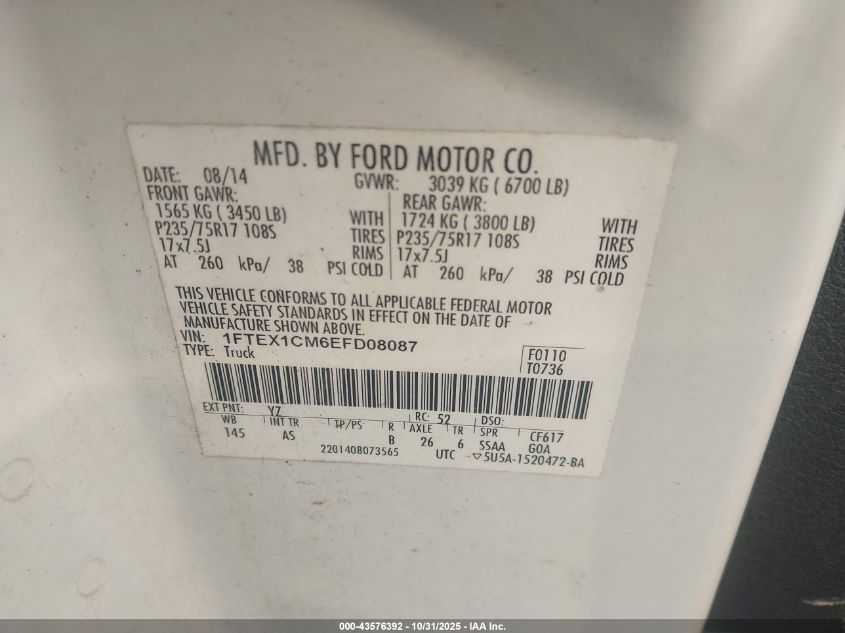 MFD. BY FORD MOTOR CO.
DATE: 08/14 GVWR: 3039 KG ( 6700 LB)
FRONT GAWR: REAR GAWR:
1565 KG ( 3450 LB) WITH 1724 KG ( 3800 LB) WITH
P235/75R17 108S TIRES P235/75R17 108S TIRES
17x7.5J RIMS 17x7.5J RIMS
AT 260 kPa/ 38 PSI COLD AT 260 kPa/ 38 PSI COLD
THIS VEHICLE CONFORMS TO ALL APPLICABLE FEDERAL MOTOR
VEHICLE SAFETY STANDARDS IN EFFECT ON THE DATE OF
MANUFACTURE SHOWN ABOVE.
VIN: 1FTEX1CM6EFD08087 F0110
TYPE: Truck T0736
EXT PNT: YZ RC: 52 DSO:
WB INT TR TP/PS R AXLE TR SPR CF617
145 AS B 26 6 SSAA GOA
220140B073565 UTC ▽5U5A-1520472-BA
000-43576392 - 10/31/2025 - IAA Inc.